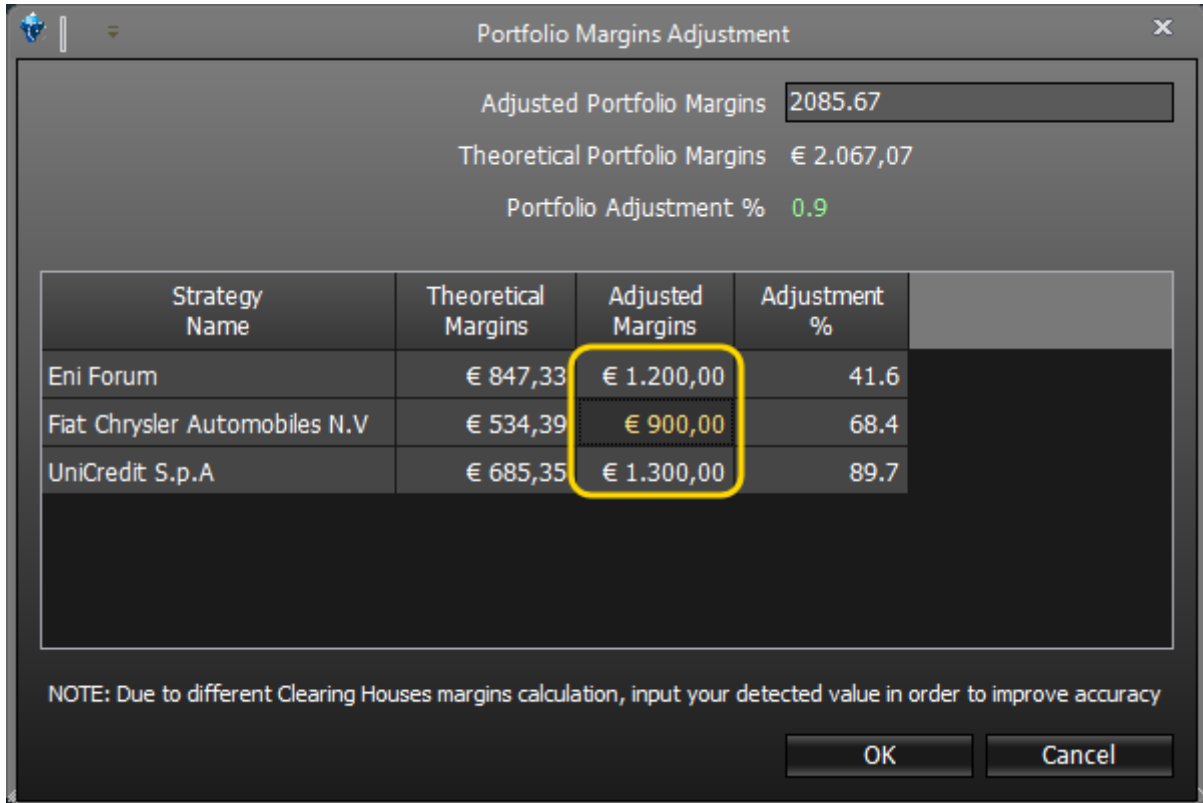 Portfolio Margins Adjustment
Adjusted Portfolio Margins 2085.67
Theoretical Portfolio Margins € 2.067,07
Portfolio Adjustment % 0.9
Strategy Name Theoretical Margins Adjusted Margins Adjustment %
Eni Forum € 847,33 € 1.200,00 41.6
Fiat Chrysler Automobiles N.V € 534,39 € 900,00 68.4
UniCredit S.p.A € 685,35 € 1.300,00 89.7
NOTE: Due to different Clearing Houses margins calculation, input your detected value in order to improve accuracy
OK Cancel